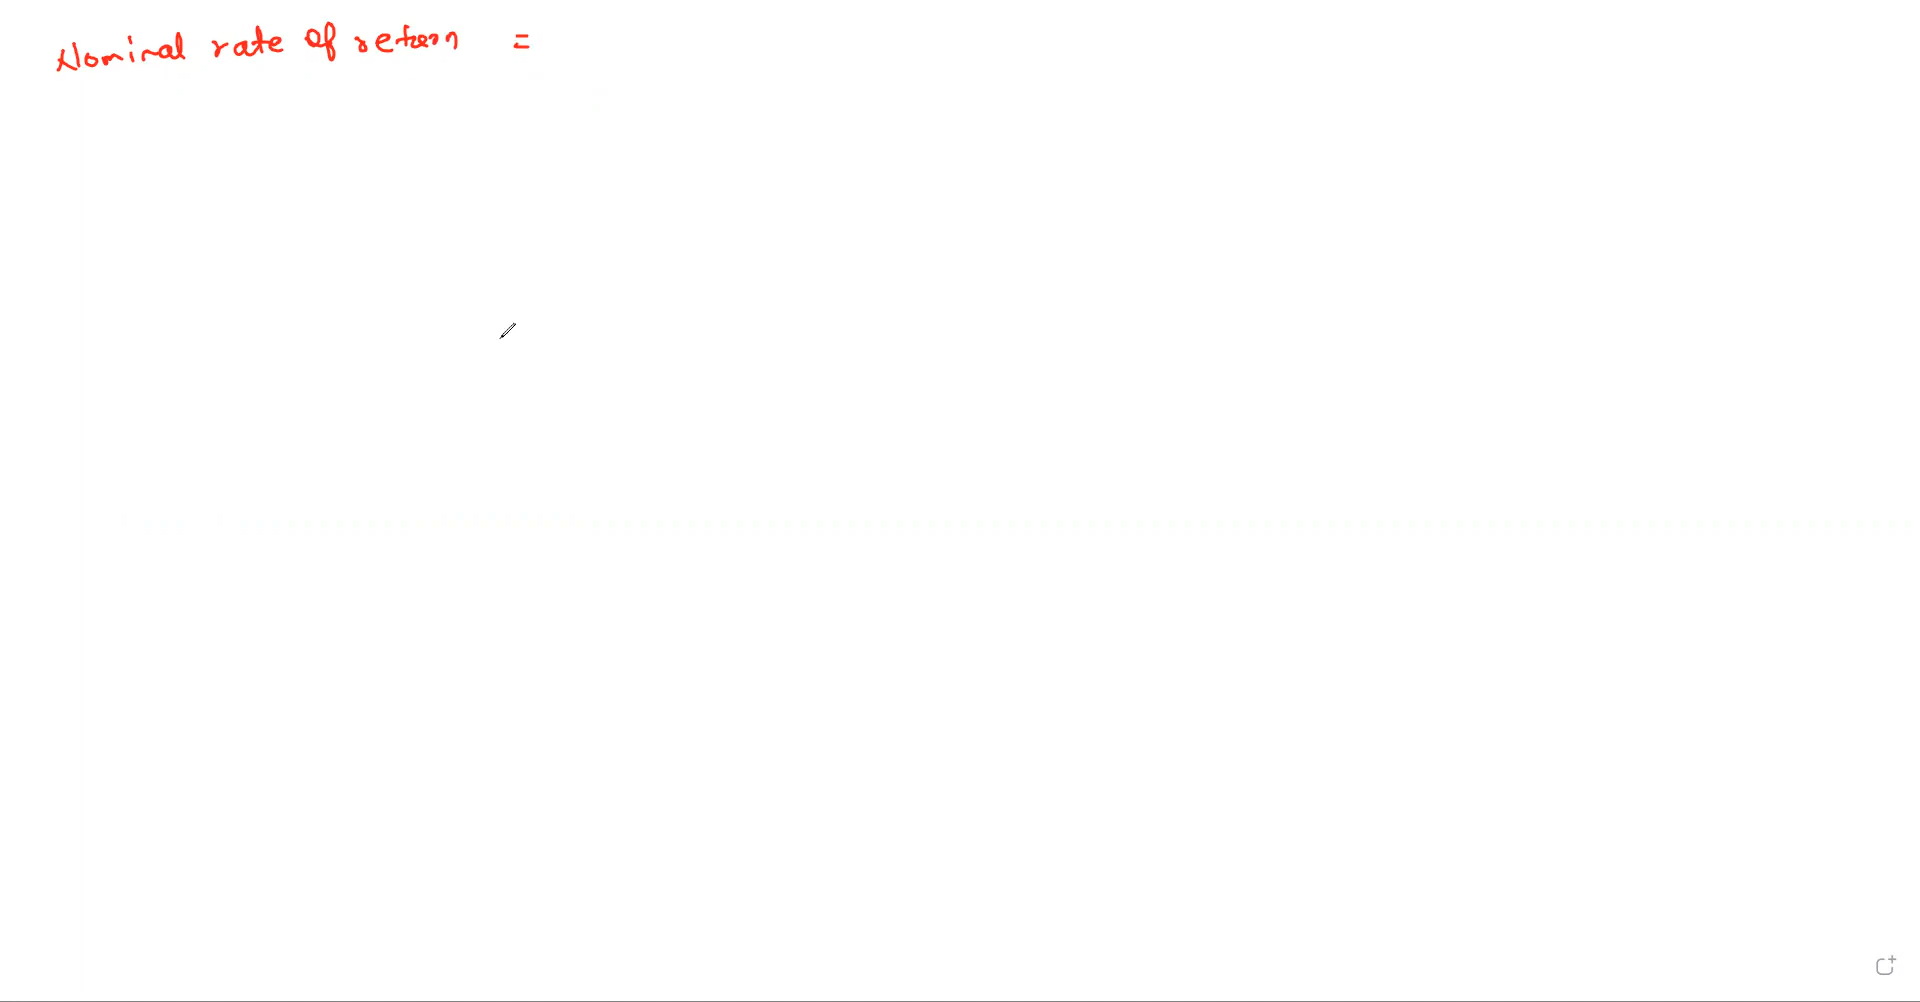 Nominal rate of return =